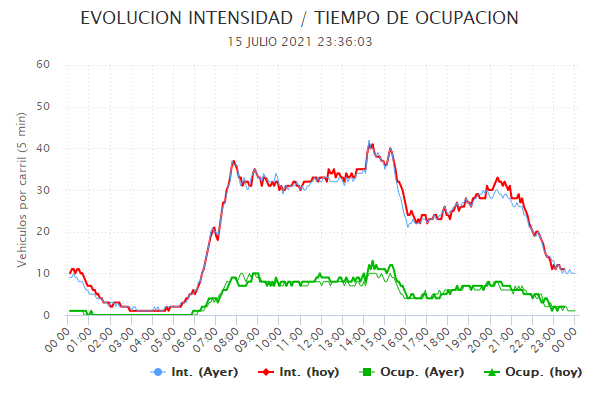 EVOLUCION INTENSIDAD / TIEMPO DE OCUPACION
15 JULIO 2021 23:36:03
Vehiculos por carril (5 min)
60
50
40
30
20
10
0
00:00 01:00 02:00 03:00 04:00 05:00 06:00 07:00 08:00 09:00 10:00 11:00 12:00 13:00 14:00 15:00 16:00 17:00 18:00 19:00 20:00 21:00 22:00 23:00 00:00
Int. (Ayer) Int. (hoy) Ocup. (Ayer) Ocup. (hoy)